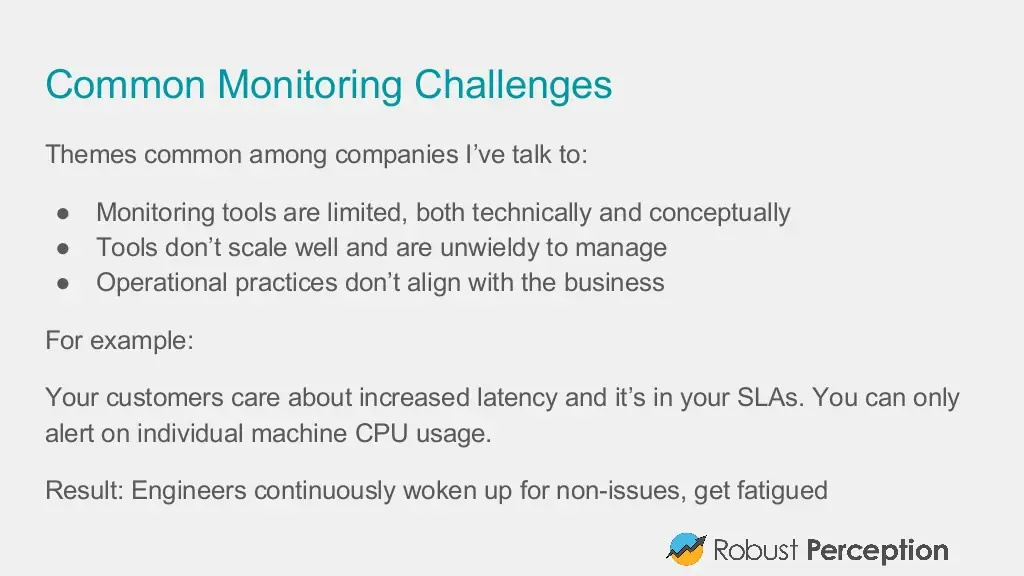 Common Monitoring Challenges
Themes common among companies I’ve talk to:
● Monitoring tools are limited, both technically and conceptually
● Tools don’t scale well and are unwieldy to manage
● Operational practices don’t align with the business
For example:
Your customers care about increased latency and it’s in your SLAs. You can only
alert on individual machine CPU usage.
Result: Engineers continuously woken up for non-issues, get fatigued
Robust Perception